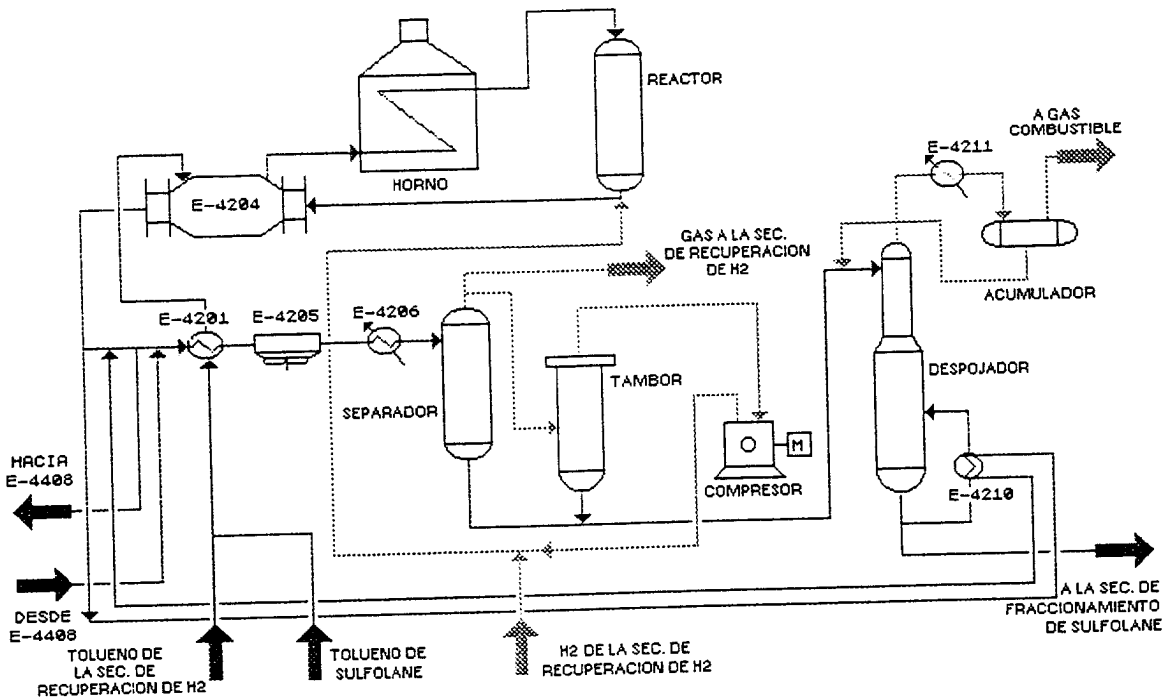 REACTOR
HORNO
E-4204
A GAS
COMBUSTIBLE
E-4211
ACUMULADOR
GAS A LA SEC.
DE RECUPERACION
DE H2
E-4201
E-4205
E-4206
SEPARADOR
TAMBOR
M
COMPRESOR
DESPOJADOR
E-4210
HACIA
E-4408
DESDE
E-4408
TOLUENO DE
LA SEC. DE
RECUPERACION DE H2
TOLUENO DE
SULFOLANE
H2 DE LA SEC. DE
RECUPERACION DE H2
A LA SEC. DE
FRACCIONAMIENTO
DE SULFOLANE